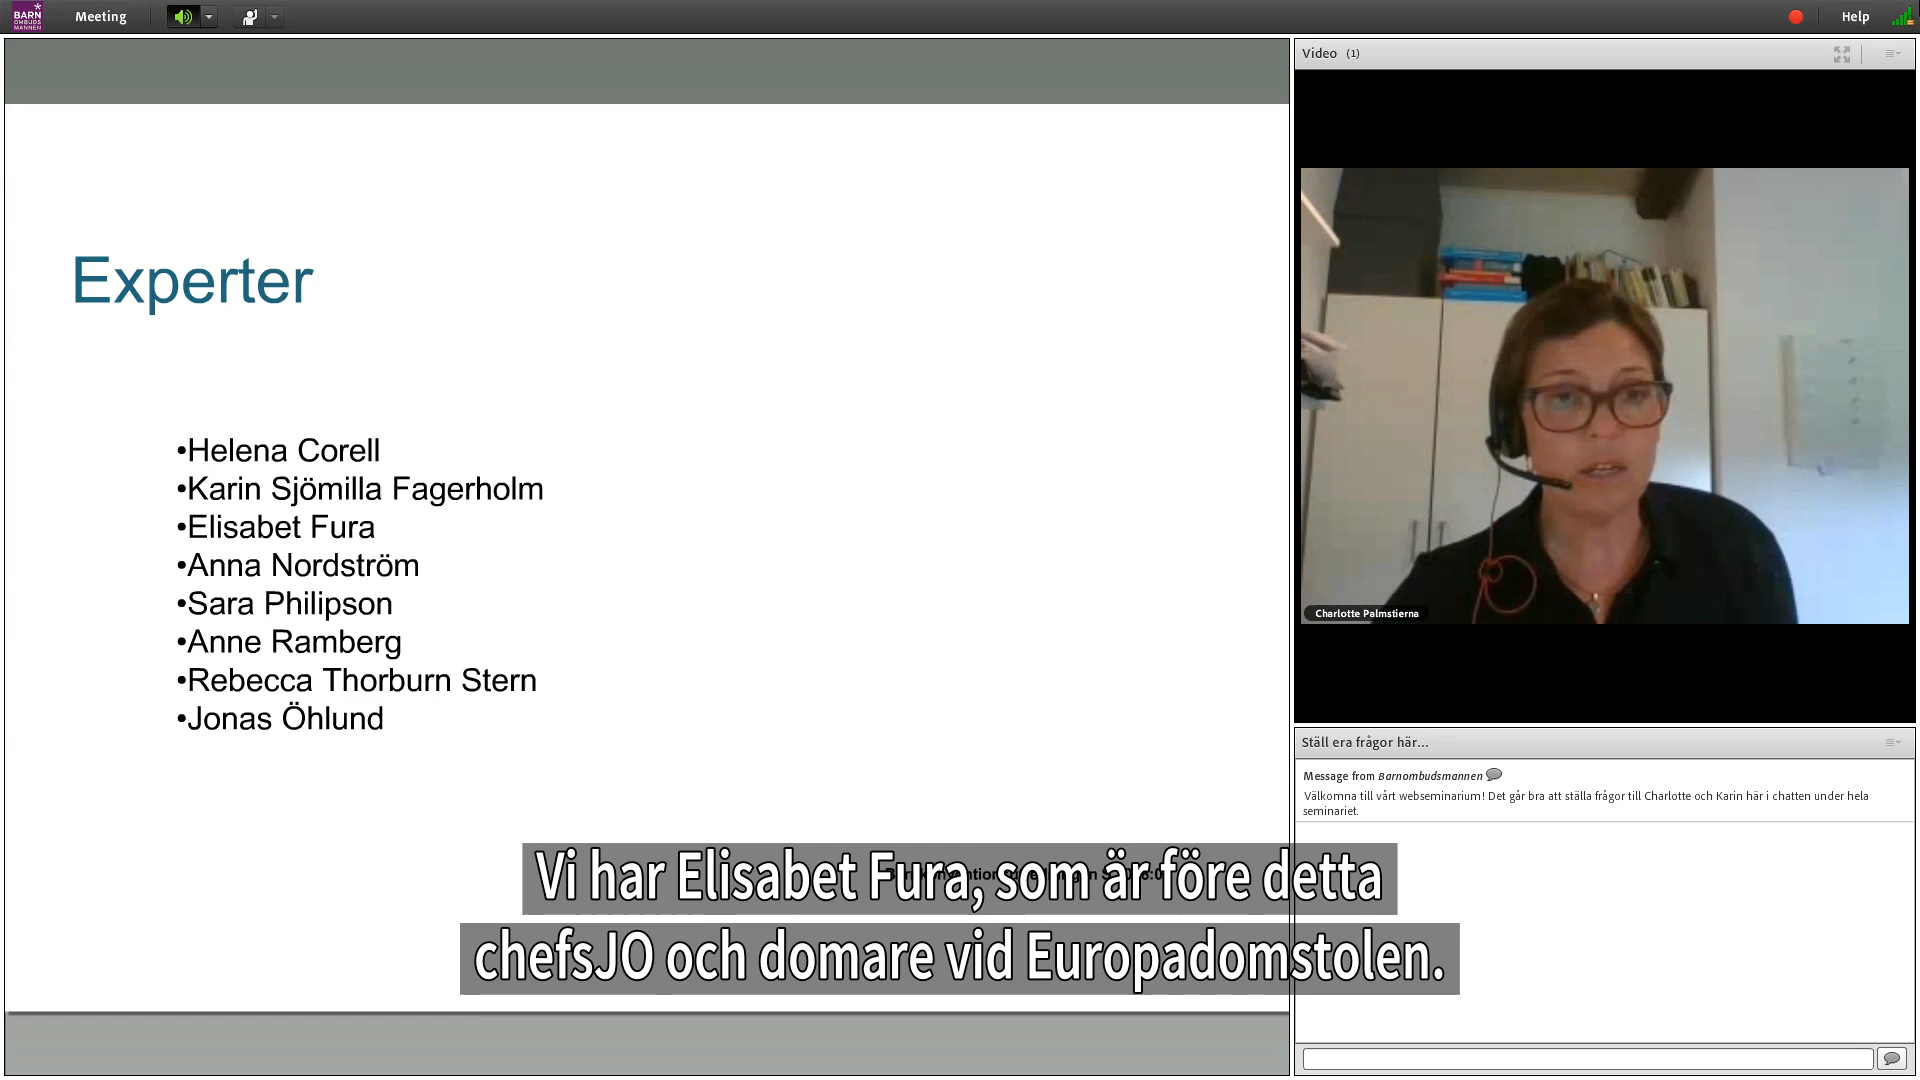 BARN
OMBUDS
MANNEN
Meeting
Help
Experter
•Helena Corell
•Karin Sjömilla Fagerholm
•Elisabet Fura
•Anna Nordström
•Sara Philipson
•Anne Ramberg
•Rebecca Thorburn Stern
•Jonas Öhlund
Vi har Elisabet Fura, som är före detta
chefsJO och domare vid Europadomstolen.
Video (1)
Charlotte Palmstierna
Ställ era frågor här...
Message from Barnombudsmannen
Välkomna till vårt webseminarium! Det går bra att ställa frågor till Charlotte och Karin här i chatten under hela
seminariet.